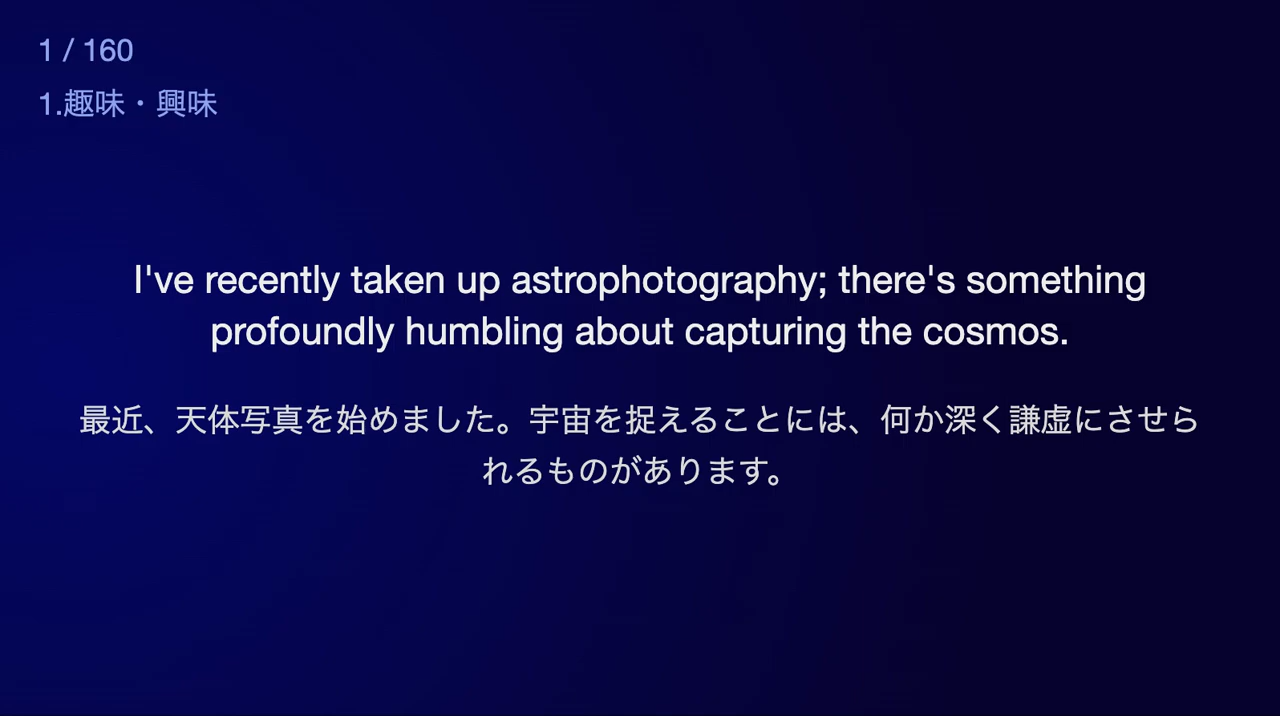 1 / 160
1.趣味・興味
I've recently taken up astrophotography; there's something
profoundly humbling about capturing the cosmos.
最近、天体写真を始めました。宇宙を捉えることには、何か深く謙虚にさせら
れるものがあります。